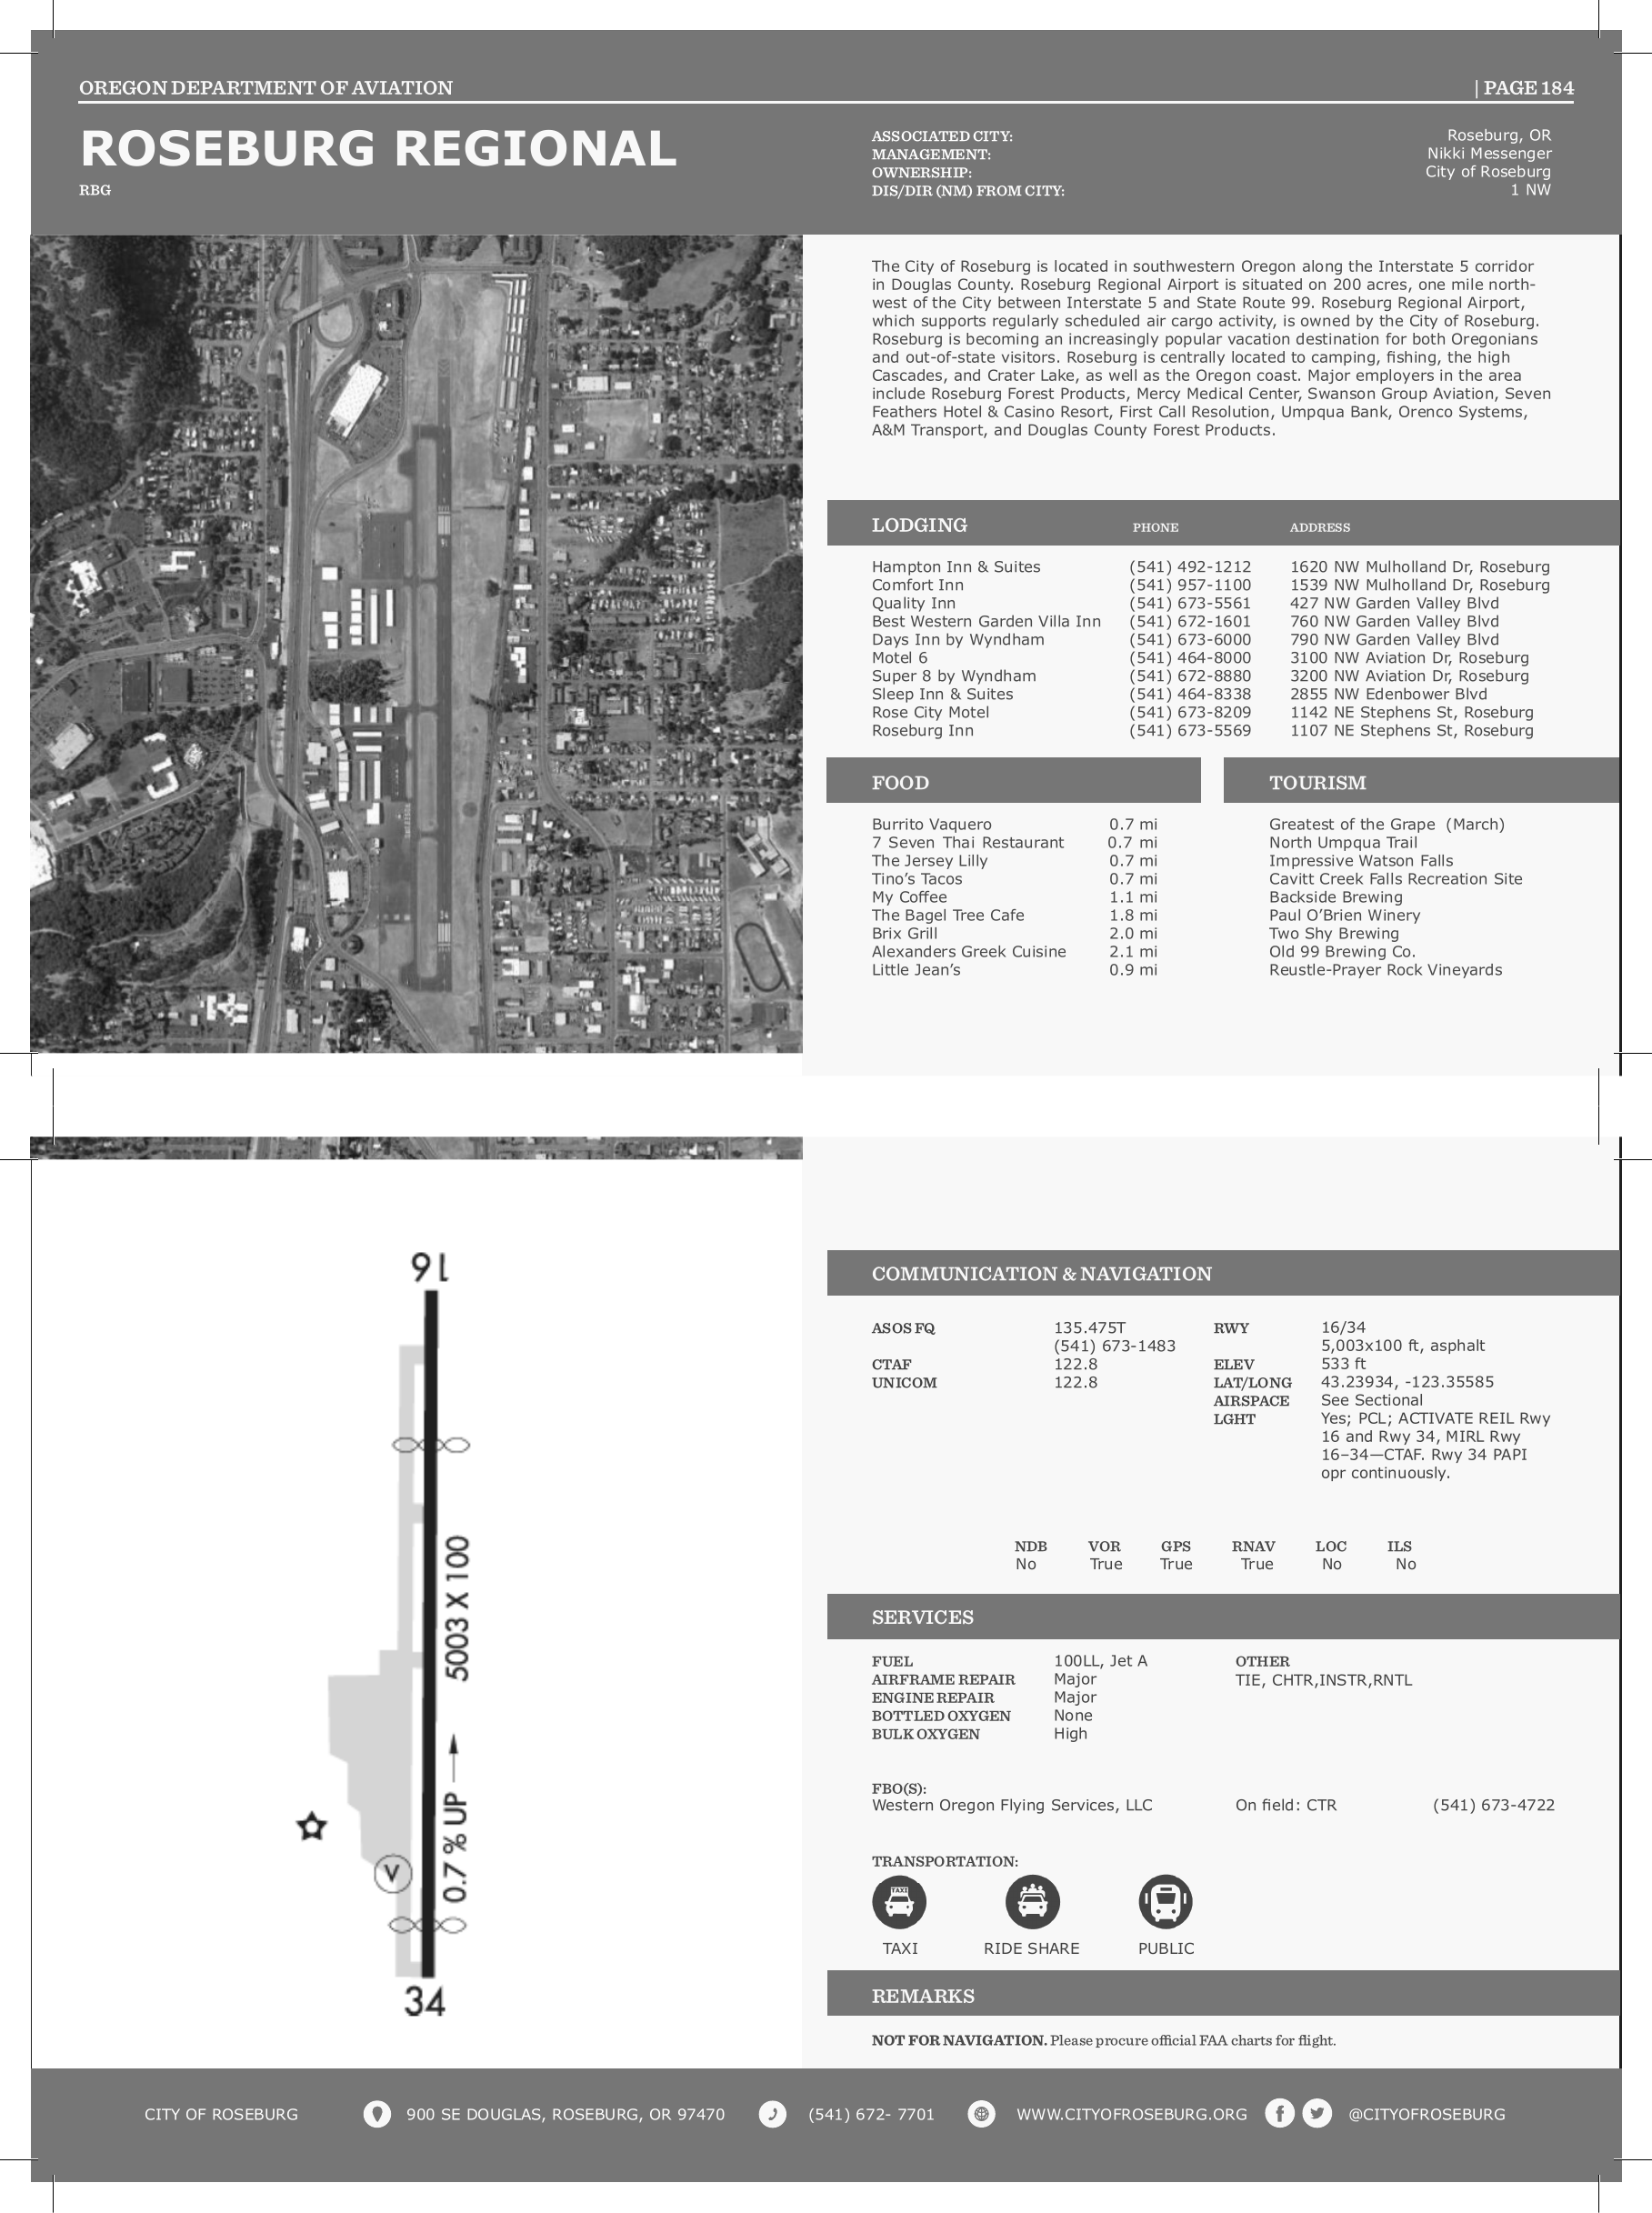 OREGON DEPARTMENT OF AVIATION | PAGE 184
ROSEBURG REGIONAL
RBG
ASSOCIATED CITY: Roseburg, OR
MANAGEMENT: Nikki Messenger
OWNERSHIP: City of Roseburg
DIS/DIR (NM) FROM CITY: 1 NW
The City of Roseburg is located in southwestern Oregon along the Interstate 5 corridor
in Douglas County. Roseburg Regional Airport is situated on 200 acres, one mile north-
west of the City between Interstate 5 and State Route 99. Roseburg Regional Airport,
which supports regularly scheduled air cargo activity, is owned by the City of Roseburg.
Roseburg is becoming an increasingly popular vacation destination for both Oregonians
and out-of-state visitors. Roseburg is centrally located to camping, fishing, the high
Cascades, and Crater Lake, as well as the Oregon coast. Major employers in the area
include Roseburg Forest Products, Mercy Medical Center, Swanson Group Aviation, Seven
Feathers Hotel & Casino Resort, First Call Resolution, Umpqua Bank, Orenco Systems,
A&M Transport, and Douglas County Forest Products.
LODGING PHONE ADDRESS
Hampton Inn & Suites (541) 492-1212 1620 NW Mulholland Dr, Roseburg
Comfort Inn (541) 957-1100 1539 NW Mulholland Dr, Roseburg
Quality Inn (541) 673-5561 427 NW Garden Valley Blvd
Best Western Garden Villa Inn (541) 672-1601 760 NW Garden Valley Blvd
Days Inn by Wyndham (541) 673-6000 790 NW Garden Valley Blvd
Motel 6 (541) 464-8000 3100 NW Aviation Dr, Roseburg
Super 8 by Wyndham (541) 672-8880 3200 NW Aviation Dr, Roseburg
Sleep Inn & Suites (541) 464-8338 2855 NW Edenbower Blvd
Rose City Motel (541) 673-8209 1142 NE Stephens St, Roseburg
Roseburg Inn (541) 673-5569 1107 NE Stephens St, Roseburg
FOOD
Burrito Vaquero 0.7 mi
7 Seven Thai Restaurant 0.7 mi
The Jersey Lilly 0.7 mi
Tino's Tacos 0.7 mi
My Coffee 1.1 mi
The Bagel Tree Cafe 1.8 mi
Brix Grill 2.0 mi
Alexanders Greek Cuisine 2.1 mi
Little Jean's 0.9 mi
TOURISM
Greatest of the Grape (March)
North Umpqua Trail
Impressive Watson Falls
Cavitt Creek Falls Recreation Site
Backside Brewing
Paul O'Brien Winery
Two Shy Brewing
Old 99 Brewing Co.
Reustle-Prayer Rock Vineyards
16
5003 X 100
0.7 % UP
V
34
COMMUNICATION & NAVIGATION
ASOS FQ 135.475T
(541) 673-1483
CTAF 122.8
UNICOM 122.8
RWY 16/34
5,003x100 ft, asphalt
ELEV 533 ft
LAT/LONG 43.23934, -123.35585
AIRSPACE See Sectional
LGHT Yes; PCL; ACTIVATE REIL Rwy
16 and Rwy 34, MIRL Rwy
16–34—CTAF. Rwy 34 PAPI
opr continuously.
NDB VOR GPS RNAV LOC ILS
No True True True No No
SERVICES
FUEL 100LL, Jet A
AIRFRAME REPAIR Major
ENGINE REPAIR Major
BOTTLED OXYGEN None
BULK OXYGEN High
OTHER
TIE, CHTR,INSTR,RNTL
FBO(S):
Western Oregon Flying Services, LLC On field: CTR (541) 673-4722
TRANSPORTATION:
TAXI
TAXI RIDE SHARE PUBLIC
REMARKS
NOT FOR NAVIGATION. Please procure official FAA charts for flight.
CITY OF ROSEBURG 900 SE DOUGLAS, ROSEBURG, OR 97470 (541) 672- 7701 WWW.CITYOFROSEBURG.ORG @CITYOFROSEBURG